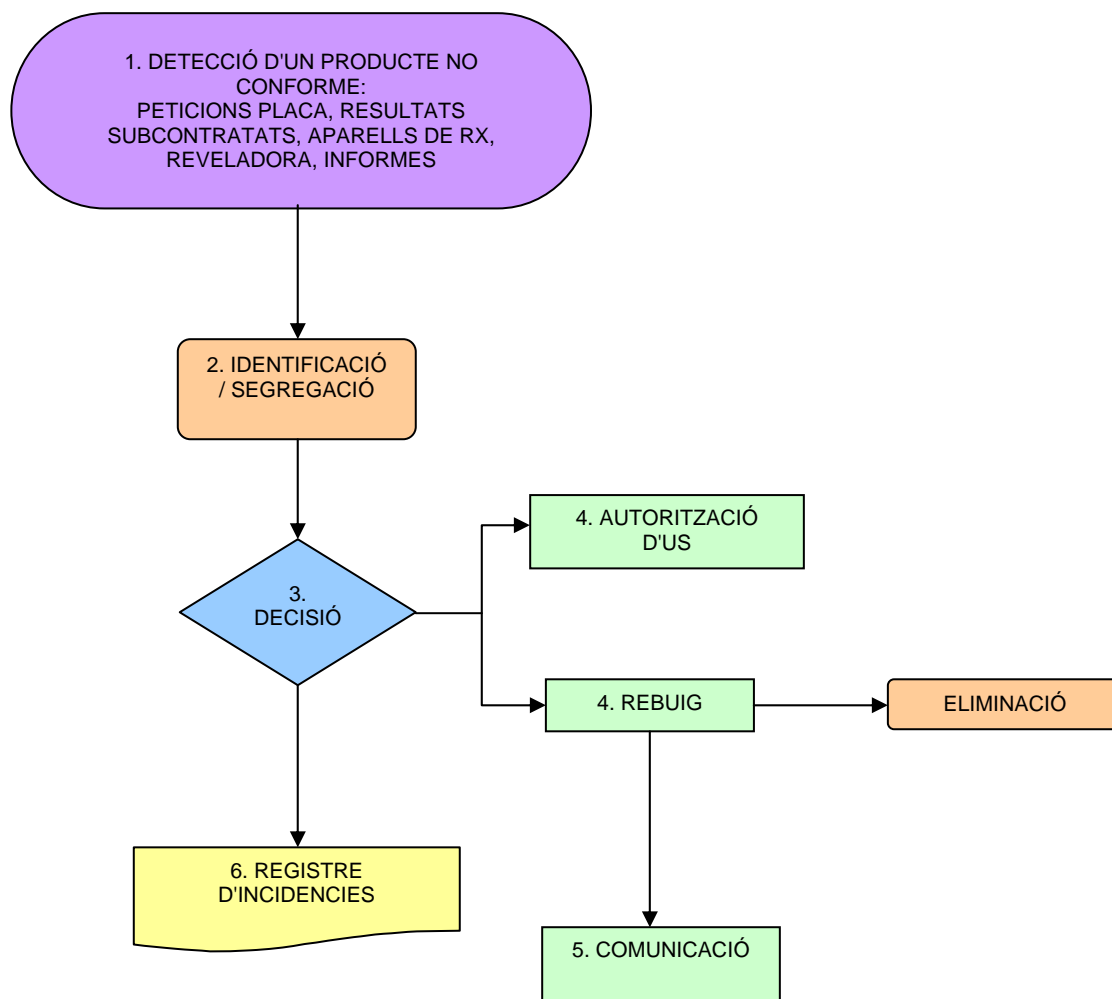 1. DETECCIÓ D'UN PRODUCTE NO
CONFORME:
PETICIONS PLACA, RESULTATS
SUBCONTRATATS, APARELLS DE RX,
REVELADORA, INFORMES
2. IDENTIFICACIÓ
/ SEGREGACIÓ
3.
DECISIÓ
4. AUTORITZACIÓ
D'US
4. REBUIG
ELIMINACIÓ
5. COMUNICACIÓ
6. REGISTRE
D'INCIDENCIES